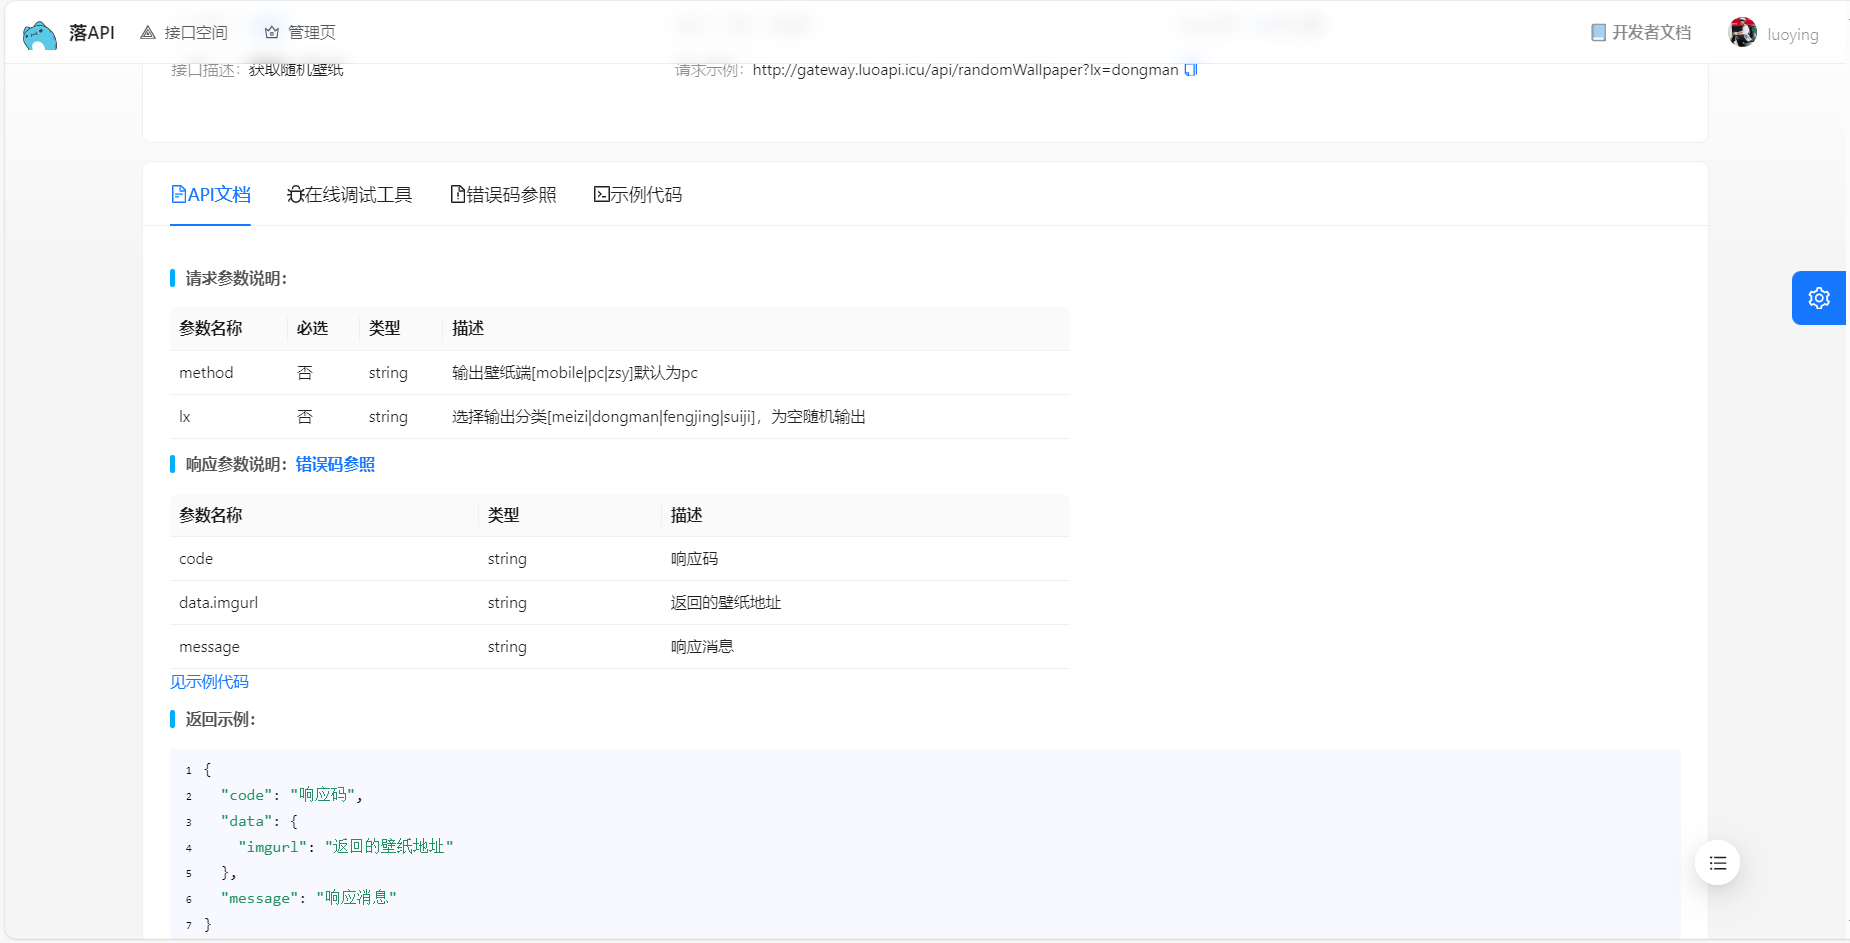 落API 接口空间 管理页 开发者文档 luoying
接口描述： 获取随机壁纸 请求示例： http://gateway.luoapi.icu/api/randomWallpaper?lx=dongman
API文档 在线调试工具 错误码参照 示例代码
请求参数说明：
参数名称 必选 类型 描述
method 否 string 输出壁纸端[mobile|pc|zsy]默认为pc
lx 否 string 选择输出分类[meizi|dongman|fengjing|suiji]，为空随机输出
响应参数说明：错误码参照
参数名称 类型 描述
code string 响应码
data.imgurl string 返回的壁纸地址
message string 响应消息
见示例代码
返回示例：
1 {
2 "code": "响应码",
3 "data": {
4 "imgurl": "返回的壁纸地址"
5 },
6 "message": "响应消息"
7 }